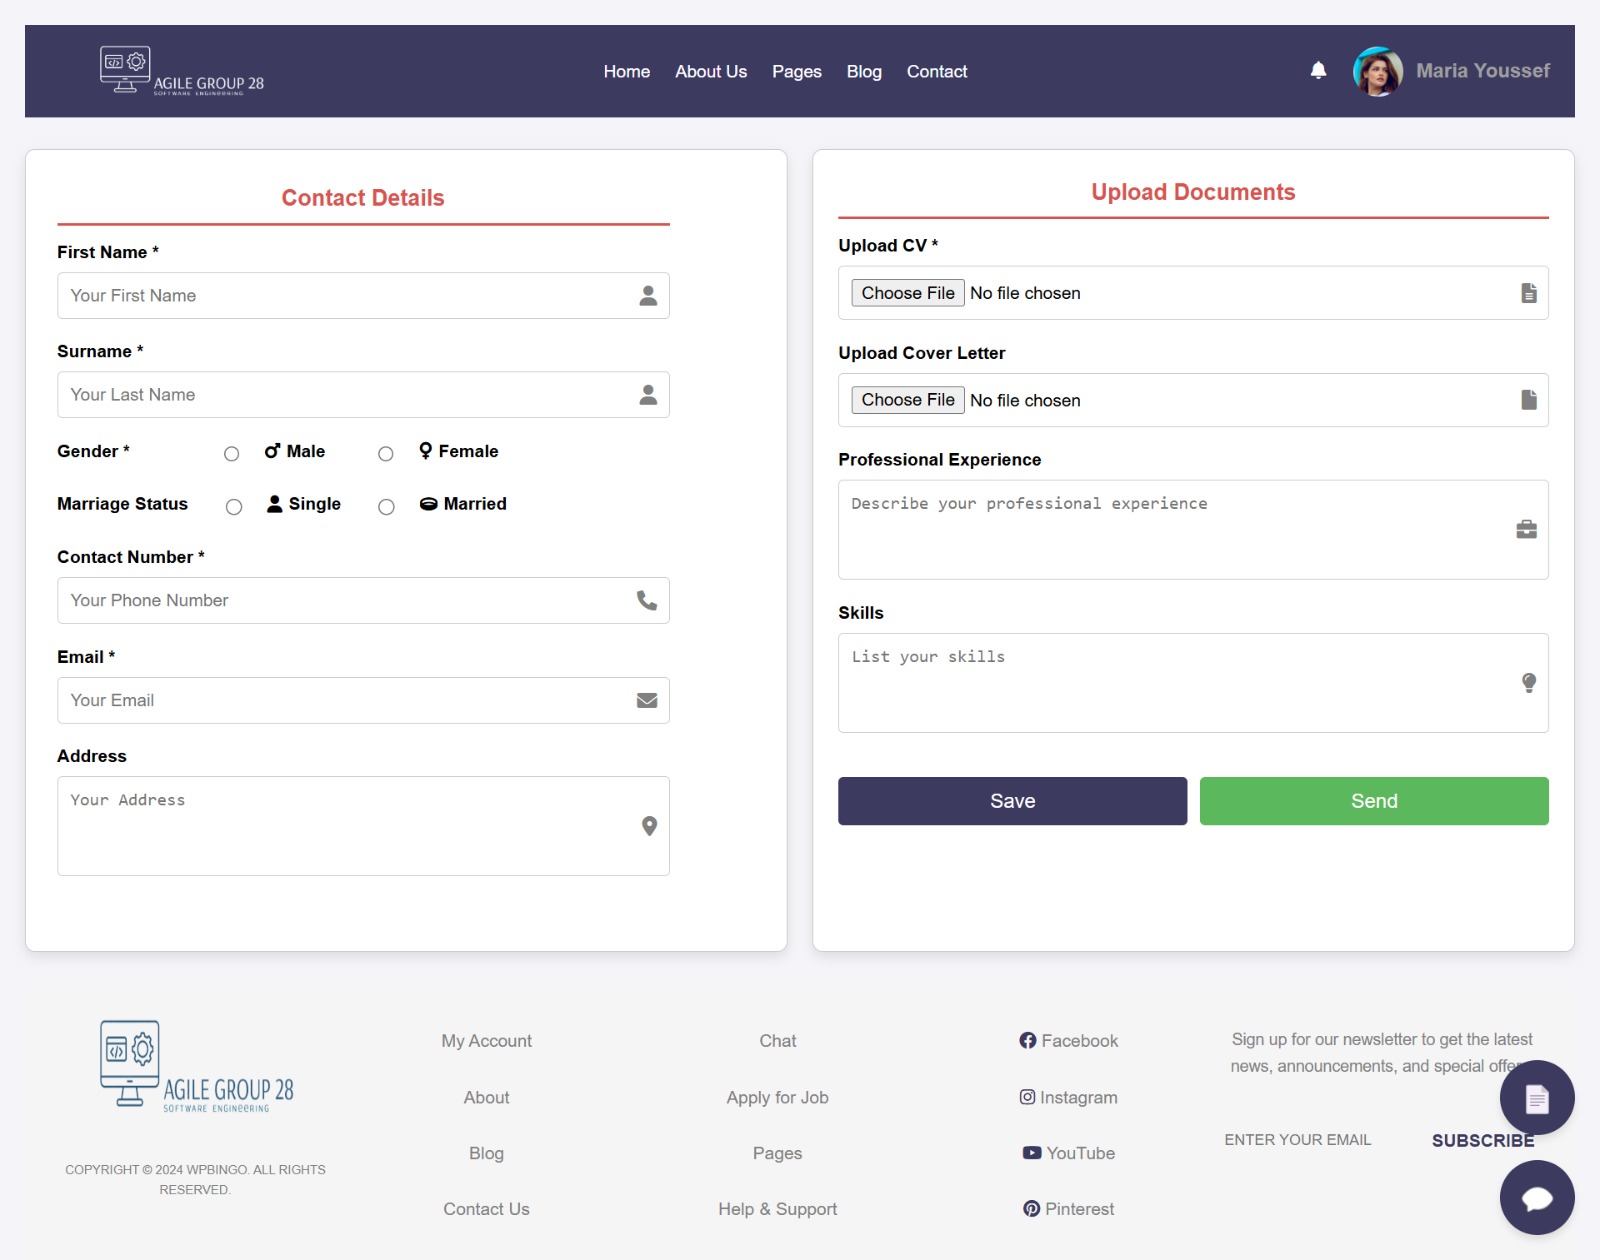 AGILE GROUP 28
SOFTWARE ENGINEERING
Home About Us Pages Blog Contact
Maria Youssef
Contact Details
First Name *
Your First Name
Surname *
Your Last Name
Gender * Male Female
Marriage Status Single Married
Contact Number *
Your Phone Number
Email *
Your Email
Address
Your Address
Upload Documents
Upload CV *
Choose File No file chosen
Upload Cover Letter
Choose File No file chosen
Professional Experience
Describe your professional experience
Skills
List your skills
Save Send
AGILE GROUP 28
SOFTWARE ENGINEERING
COPYRIGHT © 2024 WPBINGO. ALL RIGHTS
RESERVED.
My Account
About
Blog
Contact Us
Chat
Apply for Job
Pages
Help & Support
Facebook
Instagram
YouTube
Pinterest
Sign up for our newsletter to get the latest
news, announcements, and special
ENTER YOUR EMAIL SUBSCRIBE